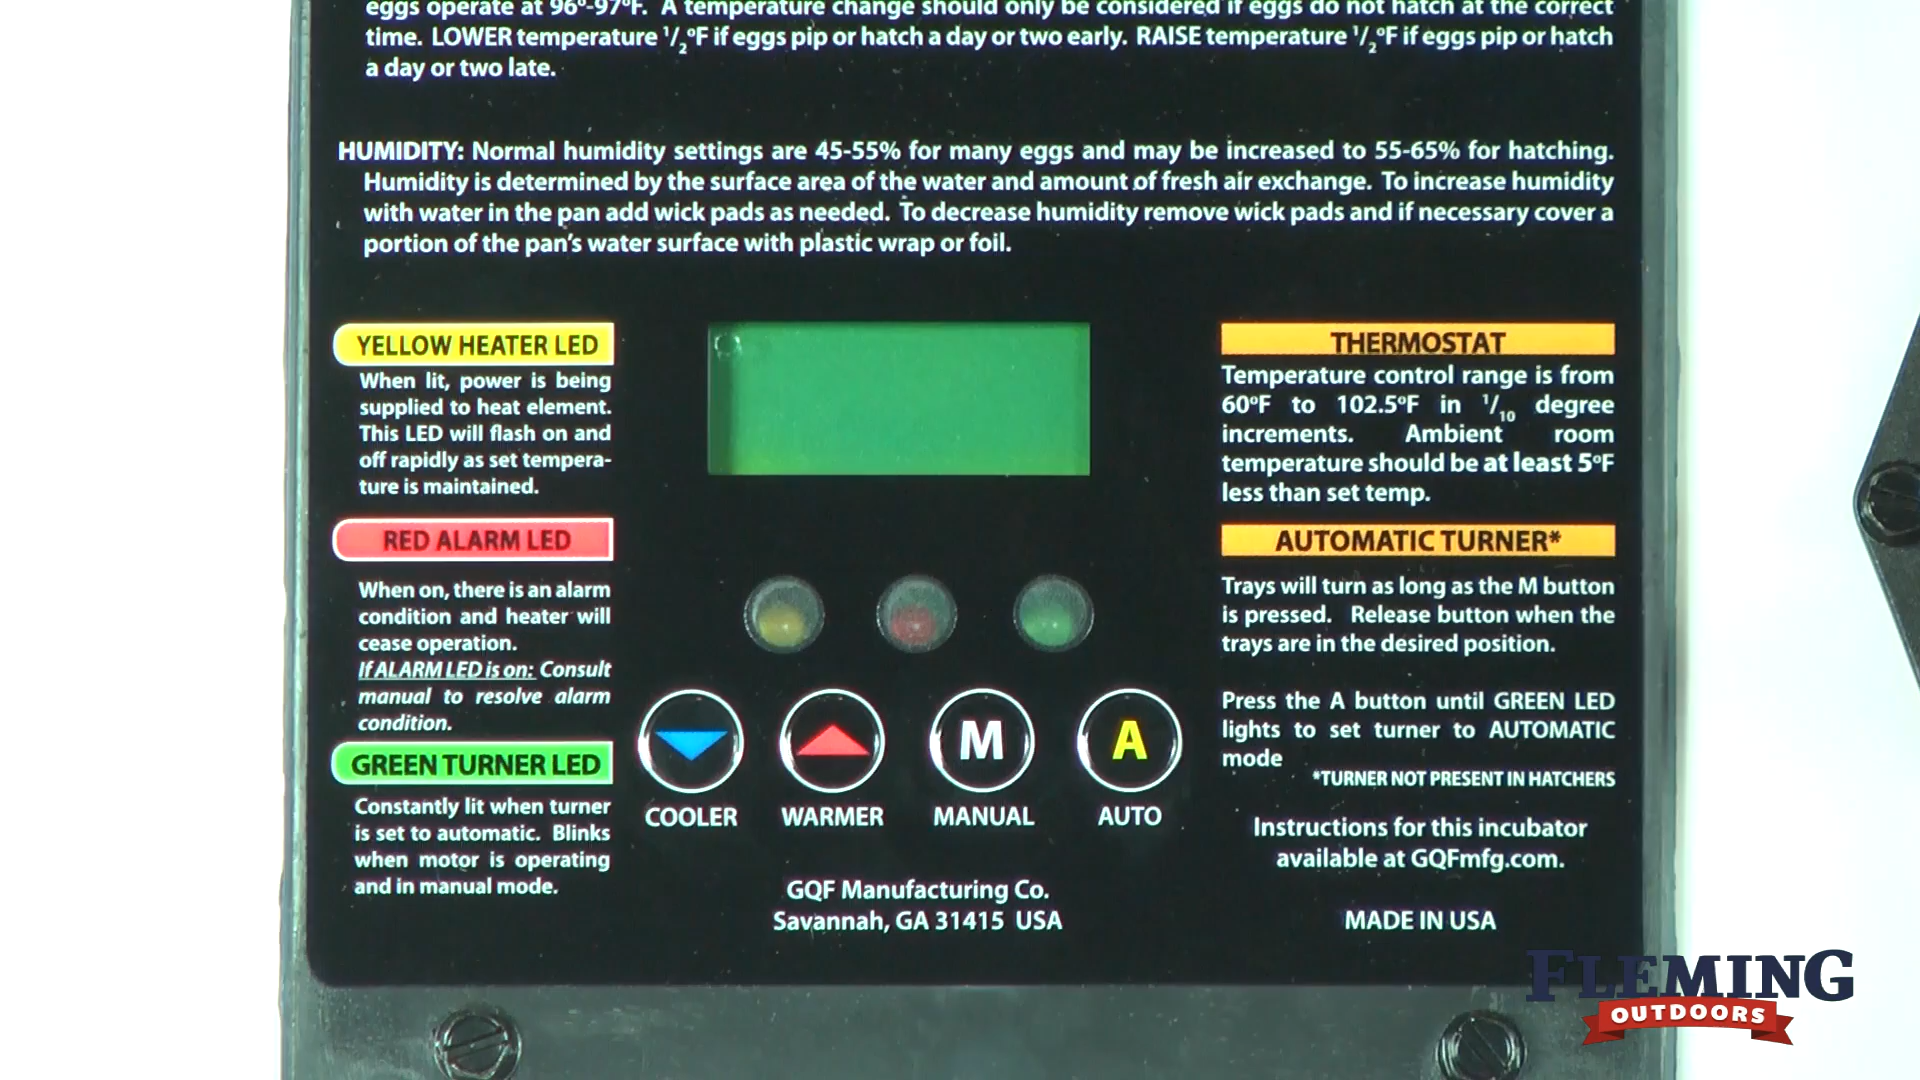 eggs operate at 96º-97ºF. A temperature change should only be considered if eggs do not hatch at the correct
time. LOWER temperature 1/2ºF if eggs pip or hatch a day or two early. RAISE temperature 1/2ºF if eggs pip or hatch
a day or two late.
HUMIDITY: Normal humidity settings are 45-55% for many eggs and may be increased to 55-65% for hatching.
Humidity is determined by the surface area of the water and amount of fresh air exchange. To increase humidity
with water in the pan add wick pads as needed. To decrease humidity remove wick pads and if necessary cover a
portion of the pan's water surface with plastic wrap or foil.
YELLOW HEATER LED
When lit, power is being
supplied to heat element.
This LED will flash on and
off rapidly as set tempera-
ture is maintained.
RED ALARM LED
When on, there is an alarm
condition and heater will
cease operation.
If ALARM LED is on: Consult
manual to resolve alarm
condition.
GREEN TURNER LED
Constantly lit when turner
is set to automatic. Blinks
when motor is operating
and in manual mode.
M
A
COOLER
WARMER
MANUAL
AUTO
GQF Manufacturing Co.
Savannah, GA 31415 USA
THERMOSTAT
Temperature control range is from
60ºF to 102.5ºF in 1/10 degree
increments. Ambient room
temperature should be at least 5ºF
less than set temp.
AUTOMATIC TURNER*
Trays will turn as long as the M button
is pressed. Release button when the
trays are in the desired position.
Press the A button until GREEN LED
lights to set turner to AUTOMATIC
mode
*TURNER NOT PRESENT IN HATCHERS
Instructions for this incubator
available at GQFmfg.com.
MADE IN USA
FLEMING
OUTDOORS